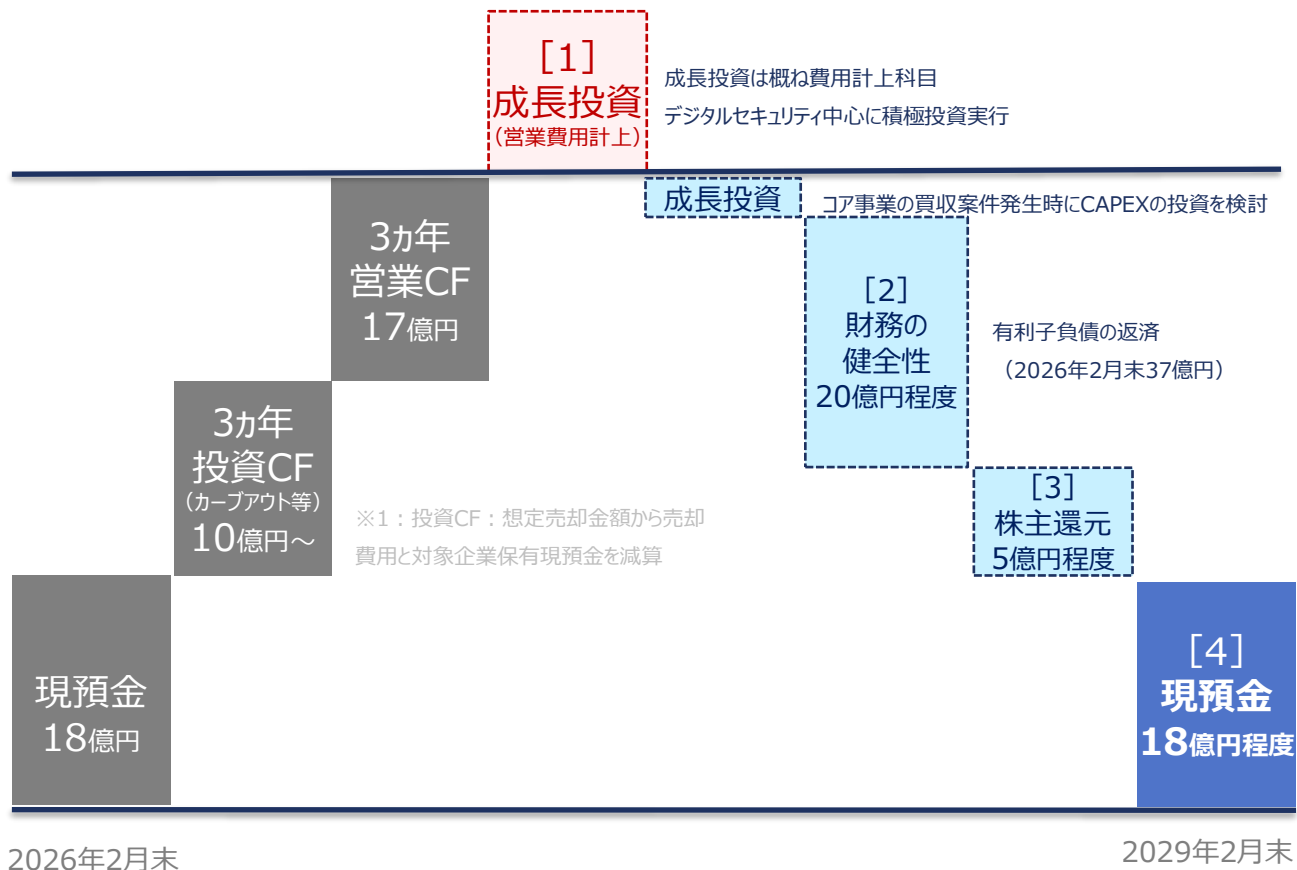 [1]
成長投資
(営業費用計上)
成長投資は概ね費用計上科目
デジタルセキュリティ中心に積極投資実行
成長投資
コア事業の買収案件発生時にCAPEXの投資を検討
3ヵ年
営業CF
17億円
[2]
財務の
健全性
20億円程度
有利子負債の返済
（2026年2月末37億円）
3ヵ年
投資CF
(カーブアウト等)
10億円～
※1：投資CF：想定売却金額から売却
費用と対象企業保有現預金を減算
[3]
株主還元
5億円程度
現預金
18億円
[4]
現預金
18億円程度
2026年2月末
2029年2月末